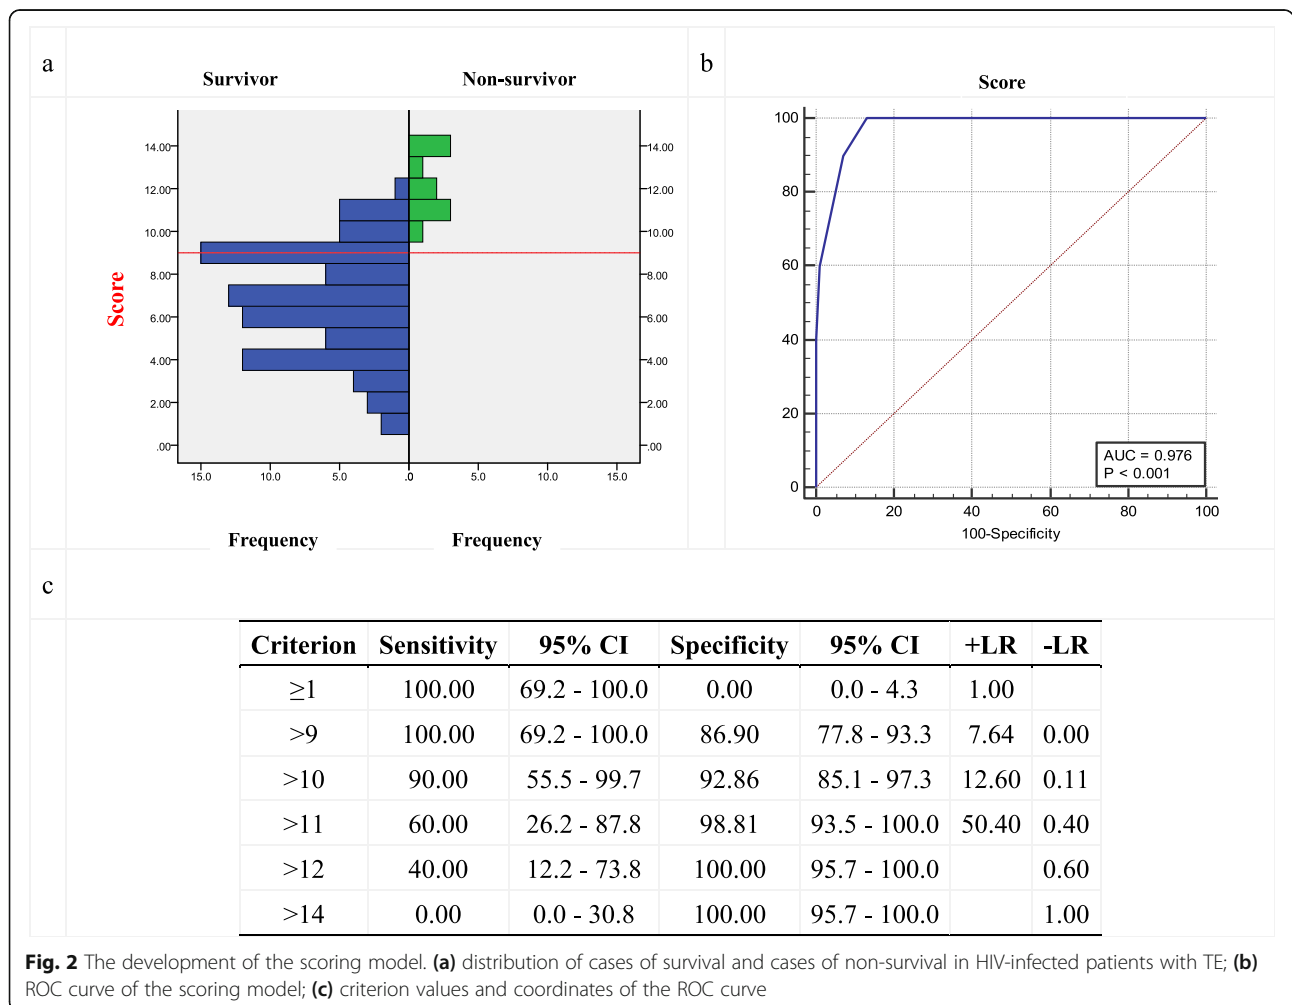 a
Survivor Non-survivor
14.00 14.00
12.00 12.00
10.00 10.00
8.00 8.00
6.00 6.00
4.00 4.00
2.00 2.00
.00 .00
Score
15.0 10.0 5.0 .0 5.0 10.0 15.0
Frequency Frequency
b
Score
100
80
60
40
20
0
AUC = 0.976
P < 0.001
0 20 40 60 80 100
100-Specificity
c
Criterion Sensitivity 95% CI Specificity 95% CI +LR -LR
≥1 100.00 69.2 - 100.0 0.00 0.0 - 4.3 1.00
>9 100.00 69.2 - 100.0 86.90 77.8 - 93.3 7.64 0.00
>10 90.00 55.5 - 99.7 92.86 85.1 - 97.3 12.60 0.11
>11 60.00 26.2 - 87.8 98.81 93.5 - 100.0 50.40 0.40
>12 40.00 12.2 - 73.8 100.00 95.7 - 100.0 0.60
>14 0.00 0.0 - 30.8 100.00 95.7 - 100.0 1.00
Fig. 2 The development of the scoring model. (a) distribution of cases of survival and cases of non-survival in HIV-infected patients with TE; (b)
ROC curve of the scoring model; (c) criterion values and coordinates of the ROC curve